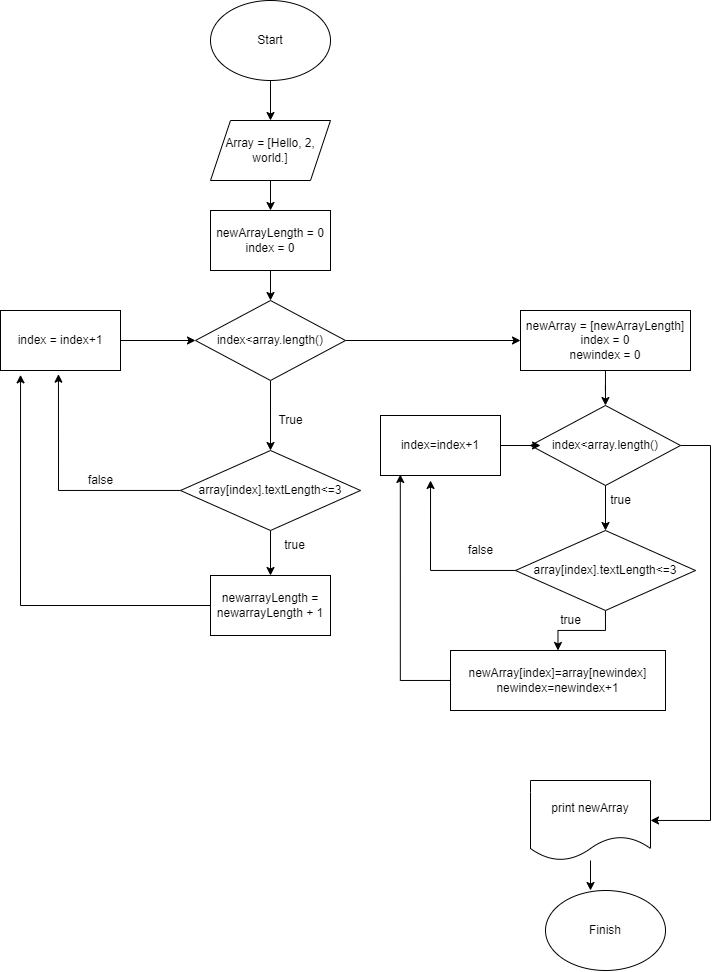 Start
Array = [Hello, 2,
world.]
newArrayLength = 0
index = 0
index = index+1
index<array.length()
True
false
array[index].textLength<=3
true
newarrayLength =
newarrayLength + 1
newArray = [newArrayLength]
index = 0
newindex = 0
index=index+1
index<array.length()
true
false
array[index].textLength<=3
true
newArray[index]=array[newindex]
newindex=newindex+1
print newArray
Finish